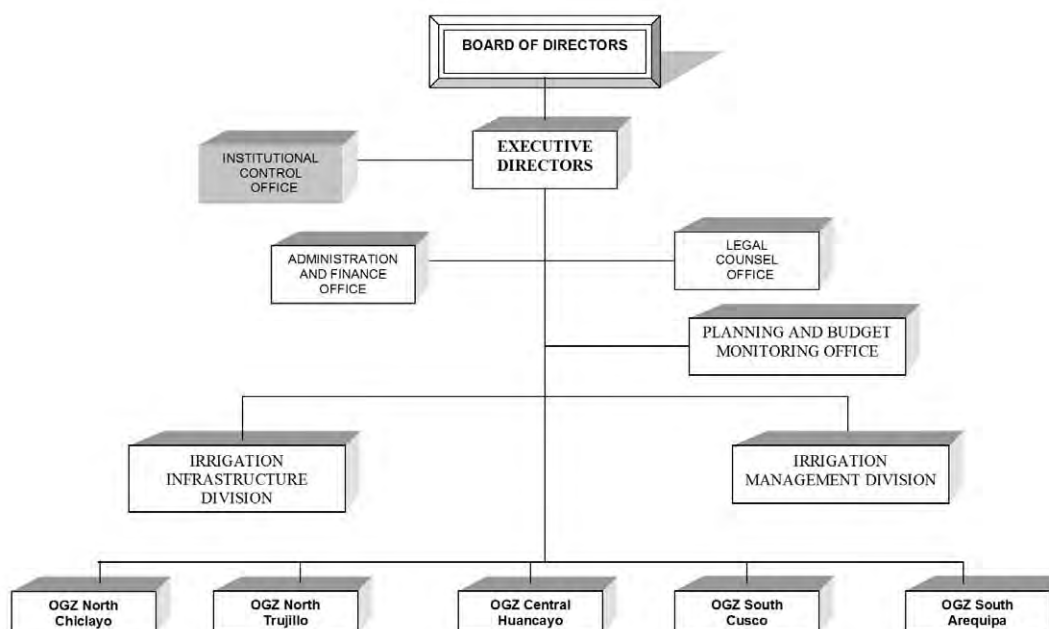 BOARD OF DIRECTORS
EXECUTIVE
DIRECTORS
INSTITUTIONAL
CONTROL
OFFICE
ADMINISTRATION
AND FINANCE
OFFICE
LEGAL
COUNSEL
OFFICE
PLANNING AND BUDGET
MONITORING OFFICE
IRRIGATION
INFRASTRUCTURE
DIVISION
IRRIGATION
MANAGEMENT DIVISION
OGZ North
Chiclayo
OGZ North
Trujillo
OGZ Central
Huancayo
OGZ South
Cusco
OGZ South
Arequipa